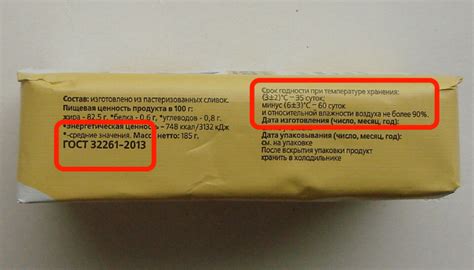 Состав: изготовлено из пастеризованных сливок.
Пищевая ценность продукта в 100 г:
жира - 82,5 г, *белка - 0,6 г, *углеводов - 0,8 г.
*энергетическая ценность – 748 ккал/3132 кДж
*-средние значения. Масса нетто: 185 г.
ГОСТ 32261-2013
Срок годности при температуре хранения:
(3±2)°С – 35 суток,
минус (6±3)°С – 60 суток
и относительной влажности воздуха не более 90%.
Дата изготовления (число, месяц, год):
Дата упаковывания (число, месяц, год):
см. на упаковке
После вскрытия упаковки продукт
хранить в холодильнике